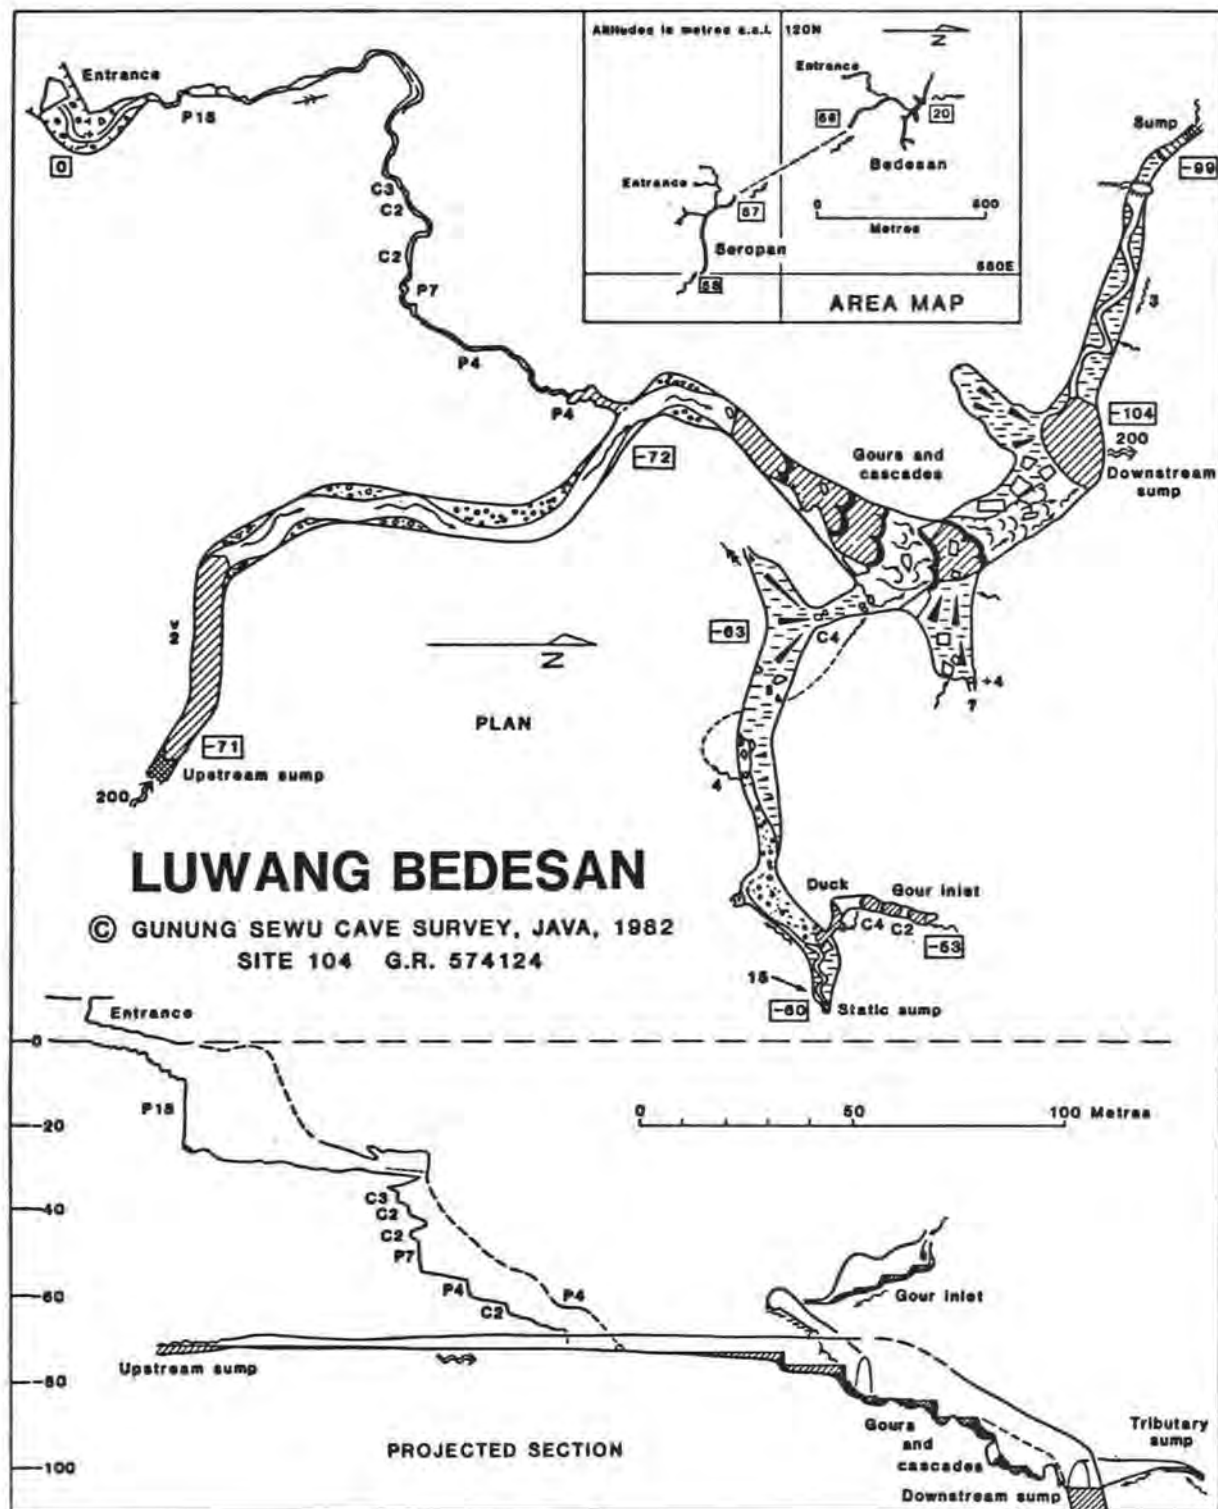 Altitudes in metres a.s.l.
120N
N
Entrance
66
20
Bedesan
Entrance
57
0
500
Metres
Seropan
58
560E
AREA MAP
Entrance
P15
0
C3
C2
C2
P7
P4
P4
Sump
-99
3
-104
200
Downstream
sump
Gours and
cascades
-72
-63
C4
+4
?
N
PLAN
2
-71
Upstream sump
200
4
Duck
Gour inlet
C4
C2
-53
15
-60
Static sump
LUWANG BEDESAN
© GUNUNG SEWU CAVE SURVEY, JAVA, 1982
SITE 104 G.R. 574124
Entrance
0
-20
-40
-60
-80
-100
P15
0
50
100 Metres
C3
C2
C2
P7
P4
C2
P4
Gour inlet
Upstream sump
Gours
and
cascades
Tributary
sump
Downstream sump
PROJECTED SECTION